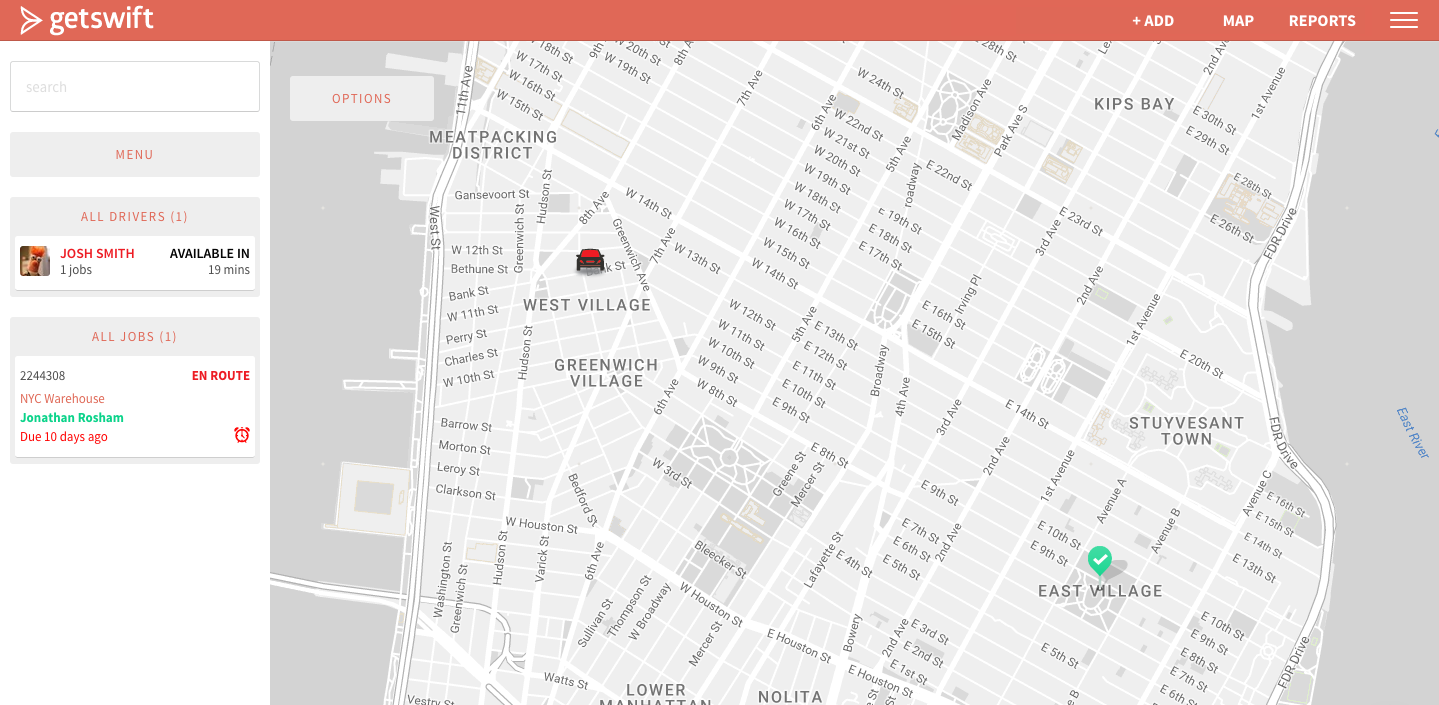 getswift
+ ADD
MAP
REPORTS
search
MENU
ALL DRIVERS (1)
JOSH SMITH
AVAILABLE IN
1 jobs
19 mins
ALL JOBS (1)
2244308
EN ROUTE
NYC Warehouse
Jonathan Rosham
Due 10 days ago
OPTIONS
11th Ave
W 18th St
W 17th St
W 16th St
W 15th St
9th Ave
W 19th St
8th Ave
7th Ave
W 24th St
E 28th St
2nd Ave
1st Avenue
KIPS BAY
MEATPACKING
DISTRICT
6th Ave
W 22nd St
W 21st St
W 20th St
W 19th St
W 18th St
W 17th St
W 16th St
W 15th St
W 14th St
5th Ave
Madison Ave
Park Ave S
E 30th St
E 29th St
E 28th St
E 26th St
FDR Drive
E 22nd St
E 23rd St
3rd Ave
roadway
E 19th St
E 18th St
E 17th St
Gansevoort St
Hudson St
8th Ave
W 14th St
Greenwich Ave
7th Ave
W 13th St
West St
Greenwich St
W 12th St
Bethune St
Bank St
W 11th St
Perry St
Charles St
W 10th St
WEST VILLAGE
Hudson St
GREENWICH
VILLAGE
W 12th St
W 11th St
W 10th St
W 9th St
W 8th St
5th Ave
E 13th St
E 12th St
E 11th St
E 10th St
E 9th St
Irving Pl
E 16th St
E 15th St
2nd Ave
1st Avenue
E 20th St
Broadway
4th Ave
3rd Ave
E 14th St
6th Ave
STUYVESANT
TOWN
FDR Drive
East River
Barrow St
Morton St
Leroy St
Clarkson St
W 3rd St
Greene St
Mercer St
E 8th St
E 9th St
2nd Ave
1st Avenue
Avenue A
Avenue B
Avenue C
E 16th St
E 15th St
E 14th St
E 13th St
Bedford St
W Houston St
Bleecker St
Lafayette St
E 7th St
E 6th St
E 5th St
E 4th St
2nd Ave
E 10th St
E 9th St
EAST VILLAGE
Washington St
Greenwich St
Hudson St
Varick St
6th Ave
Sullivan St
Thompson St
W Broadway
W Houston St
Mercer St
E Houston St
Bowery
2nd Ave
E 3rd St
E 2nd St
E 1st St
E Houston St
E 5th St
E 10th St
E 9th St
E 8th St
E 7th St
E 6th St
FDR Drive
Watts St
Vestry St
LOWER
MANHATTAN
NOLITA